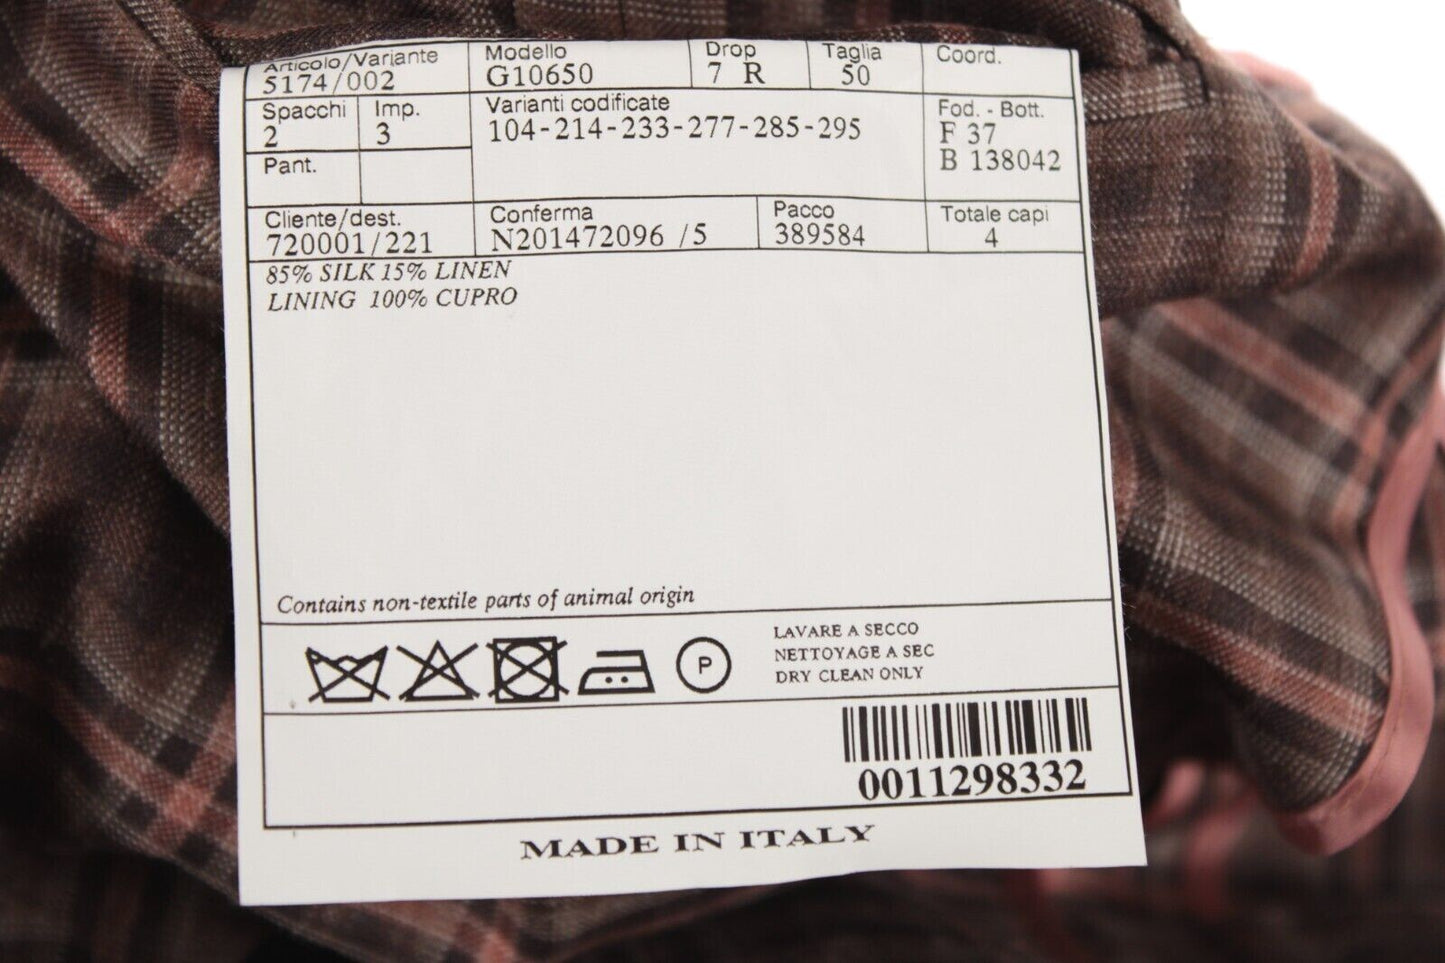 Articolo/Variante Modello Drop Taglia Coord.
5174/002 G10650 7 R 50
Spacchi Imp. Varianti codificate Fod. - Bott.
2 3 104-214-233-277-285-295 F 37
Pant. B 138042
Cliente/dest. Conferma Pacco Totale capi
720001/221 N201472096 /5 389584 4
85% SILK 15% LINEN
LINING 100% CUPRO
Contains non-textile parts of animal origin
P
LAVARE A SECCO
NETTOYAGE A SEC
DRY CLEAN ONLY
0011298332
MADE IN ITALY